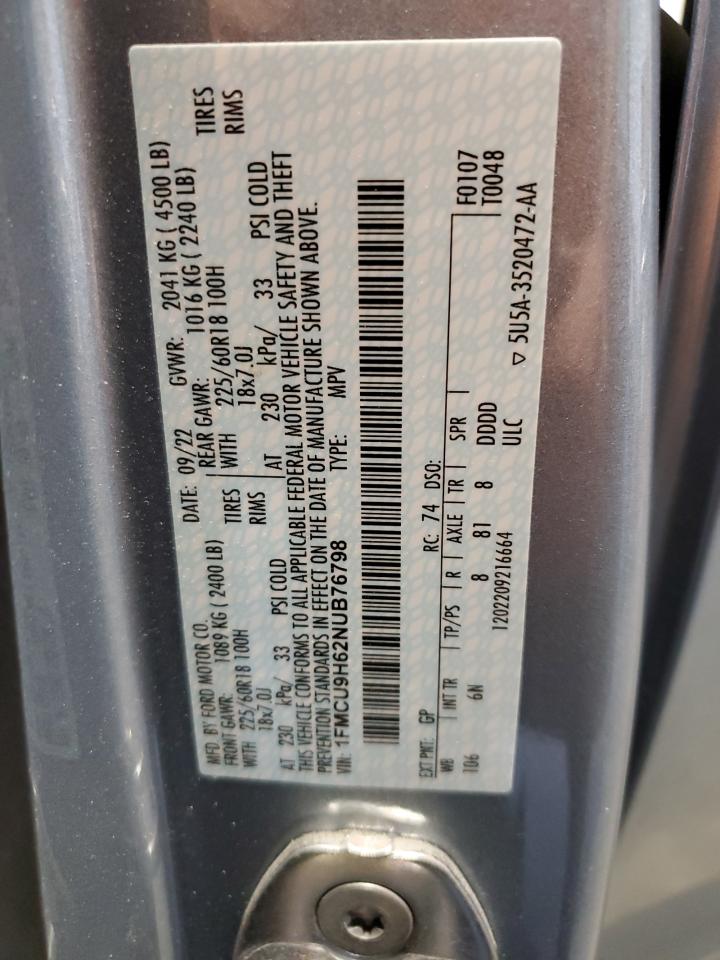 MFD. BY FORD MOTOR CO. DATE: 09/22 GVWR: 2041 KG ( 4500 LB)
FRONT GAWR: 1089 KG ( 2400 LB) REAR GAWR: 1016 KG ( 2240 LB)
WITH 225/60R18 100H TIRES WITH 225/60R18 100H TIRES
18x7.0J RIMS 18x7.0J RIMS
AT 230 kPa/ 33 PSI COLD AT 230 kPa/ 33 PSI COLD
THIS VEHICLE CONFORMS TO ALL APPLICABLE FEDERAL MOTOR VEHICLE SAFETY AND THEFT
PREVENTION STANDARDS IN EFFECT ON THE DATE OF MANUFACTURE SHOWN ABOVE.
VIN: 1FMCU9H62NUB76798 TYPE: MPV
EXT PNT: GP RC: 74 DSO: F0107
WB INT TR TP/PS R AXLE TR SPR T0048
106 6N 8 81 8 DDDD
1202209216664 ULC ▽ 5U5A-3520472-AA